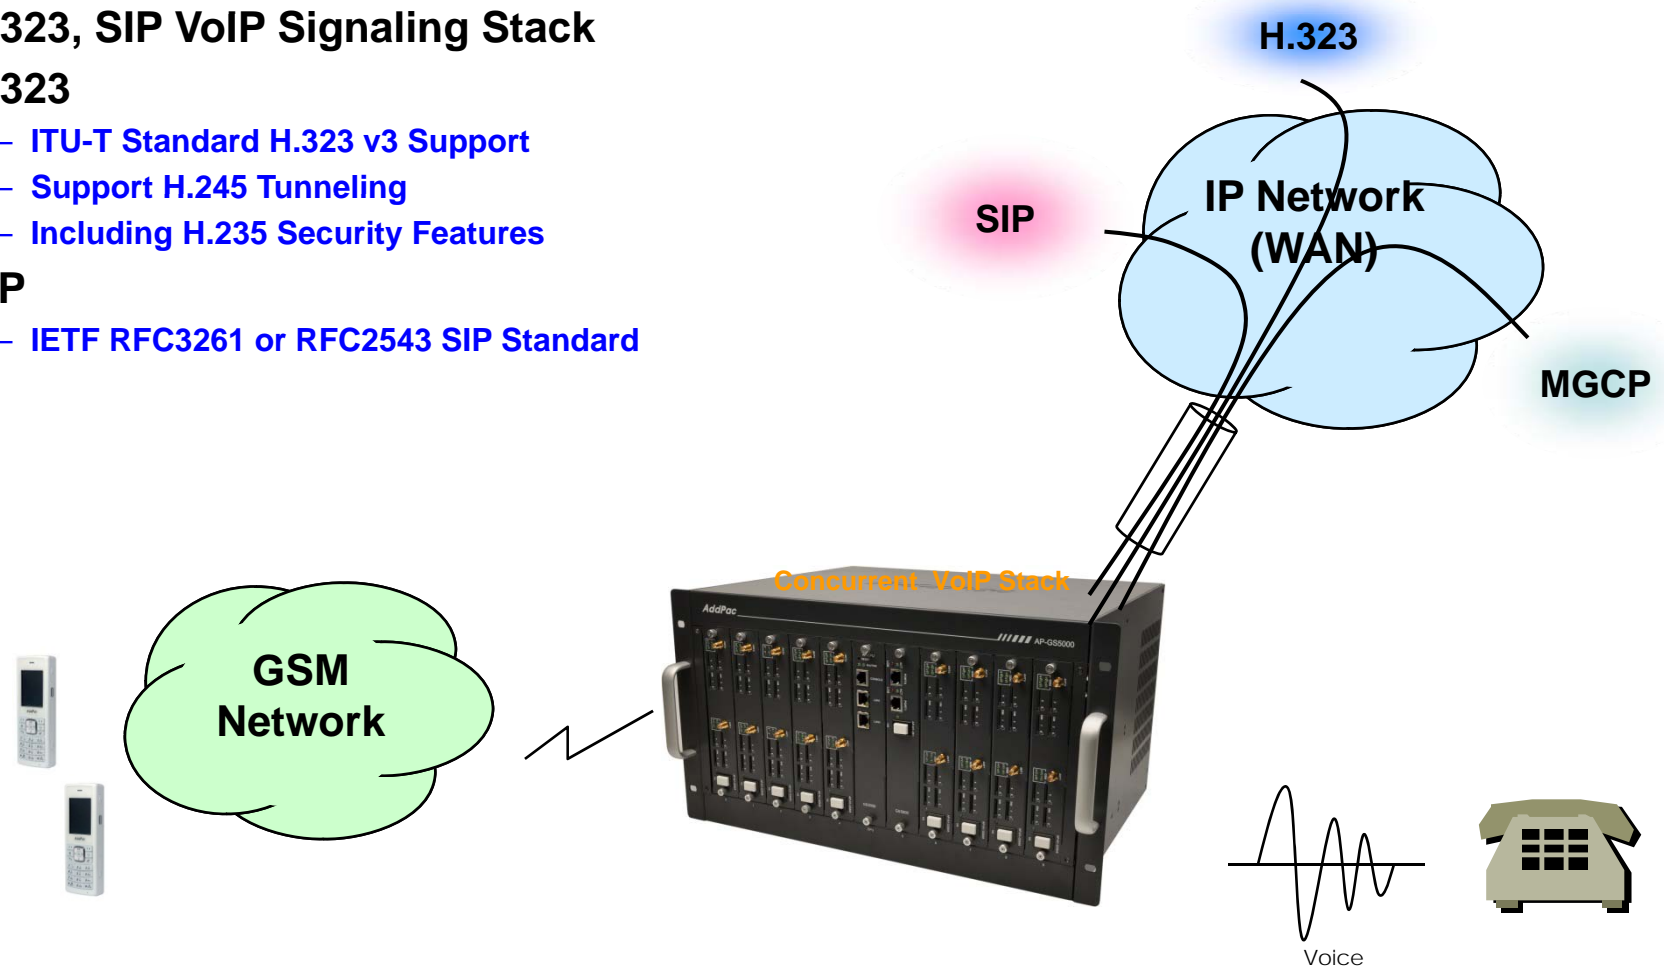 323, SIP VoIP Signaling Stack
323
– ITU-T Standard H.323 v3 Support
– Support H.245 Tunneling
– Including H.235 Security Features
P
– IETF RFC3261 or RFC2543 SIP Standard
H.323
SIP
IP Network
(WAN)
MGCP
Concurrent VoIP Stack
AddPac
AP-GS5000
GSM
Network
Voice